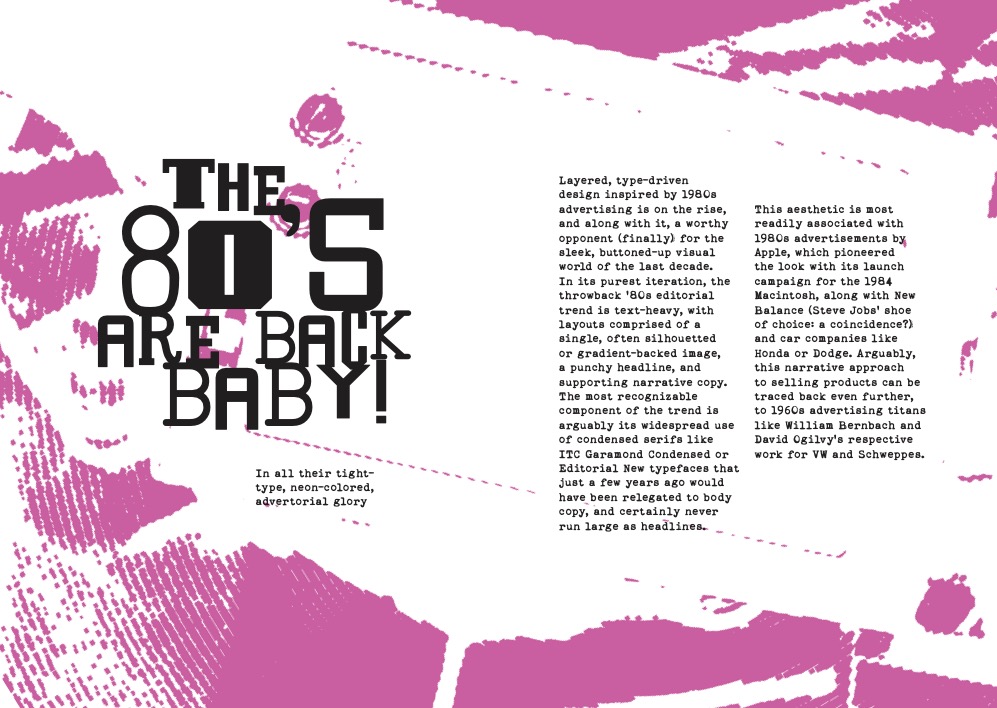 THE,
80'S
ARE BACK
BABY!
In all their tight-
type, neon-colored,
advertorial glory
Layered, type-driven
design inspired by 1980s
advertising is on the rise,
and along with it, a worthy
opponent (finally) for the
sleek, buttoned-up visual
world of the last decade.
In its purest iteration, the
throwback '80s editorial
trend is text-heavy, with
layouts comprised of a
single, often silhouetted
or gradient-backed image,
a punchy headline, and
supporting narrative copy.
The most recognizable
component of the trend is
arguably its widespread use
of condensed serifs like
ITC Garamond Condensed or
Editorial New typefaces that
just a few years ago would
have been relegated to body
copy, and certainly never
run large as headlines.
This aesthetic is most
readily associated with
1980s advertisements by
Apple, which pioneered
the look with its launch
campaign for the 1984
Macintosh, along with New
Balance (Steve Jobs' shoe
of choice: a coincidence?)
and car companies like
Honda or Dodge. Arguably,
this narrative approach
to selling products can be
traced back even further,
to 1960s advertising titans
like William Bernbach and
David Ogilvy's respective
work for VW and Schweppes.